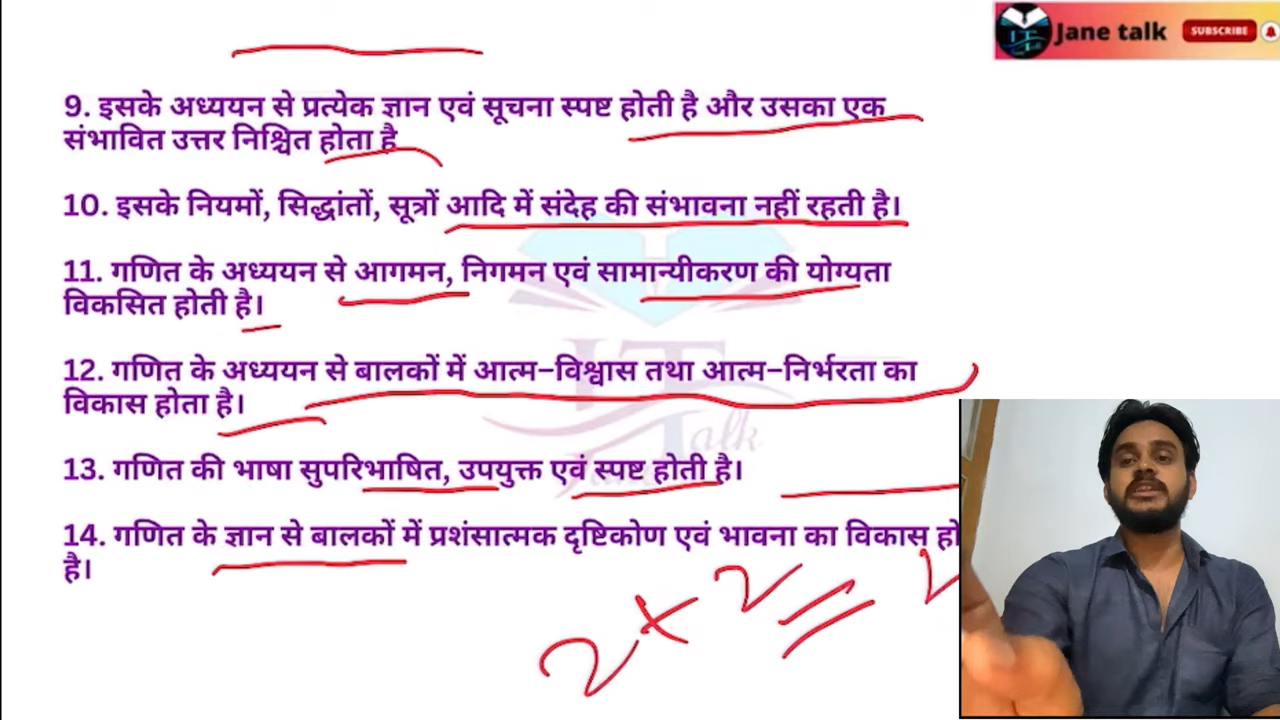 Jane talk
SUBSCRIBE
9. इसके अध्ययन से प्रत्येक ज्ञान एवं सूचना स्पष्ट होती है और उसका एक
संभावित उत्तर निश्चित होता है
10. इसके नियमों, सिद्धांतों, सूत्रों आदि में संदेह की संभावना नहीं रहती है।
11. गणित के अध्ययन से आगमन, निगमन एवं सामान्यीकरण की योग्यता
विकसित होती है।
12. गणित के अध्ययन से बालकों में आत्म–विश्वास तथा आत्म–निर्भरता का
विकास होता है।
13. गणित की भाषा सुपरिभाषित, उपयुक्त एवं स्पष्ट होती है।
14. गणित के ज्ञान से बालकों में प्रशंसात्मक दृष्टिकोण एवं भावना का विकास हो
है।
2 × 2 =